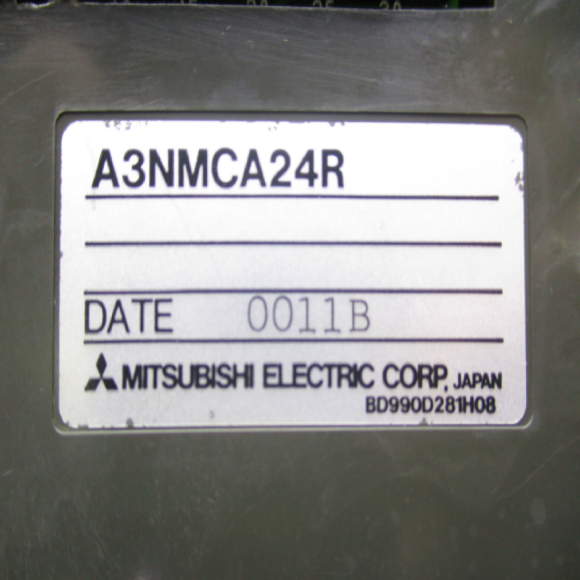 A3NMCA24R
DATE 0011B
MITSUBISHI ELECTRIC CORP, JAPAN
BD990D281H08